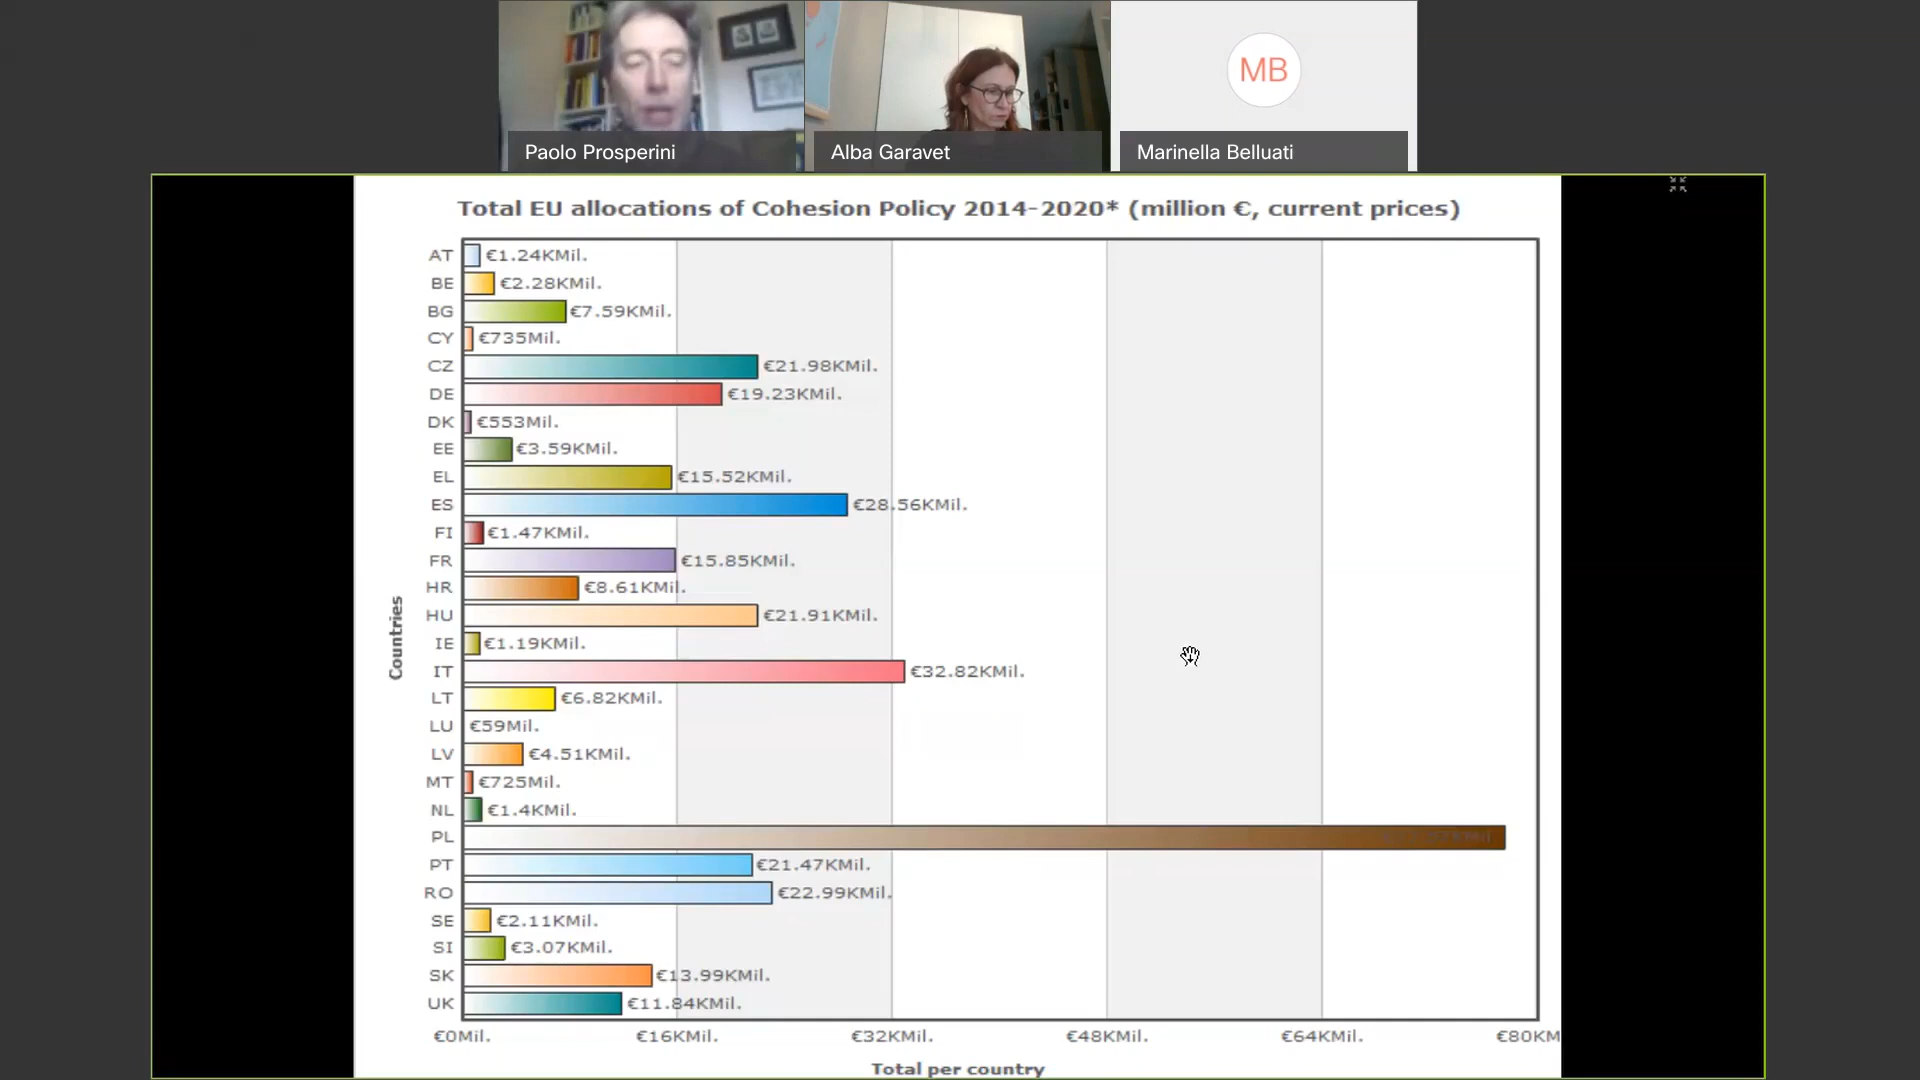 Paolo Prosperini
Alba Garavet
MB
Marinella Belluati
Total EU allocations of Cohesion Policy 2014-2020* (million €, current prices)
AT €1.24KMil.
BE €2.28KMil.
BG €7.59KMil.
CY €735Mil.
CZ €21.98KMil.
DE €19.23KMil.
DK €553Mil.
EE €3.59KMil.
EL €15.52KMil.
ES €28.56KMil.
FI €1.47KMil.
FR €15.85KMil.
HR €8.61KMil.
HU €21.91KMil.
IE €1.19KMil.
IT €32.82KMil.
LT €6.82KMil.
LU €59Mil.
LV €4.51KMil.
MT €725Mil.
NL €1.4KMil.
PL
PT €21.47KMil.
RO €22.99KMil.
SE €2.11KMil.
SI €3.07KMil.
SK €13.99KMil.
UK €11.84KMil.
Countries
€0Mil. €16KMil. €32KMil. €48KMil. €64KMil. €80KM
Total per country